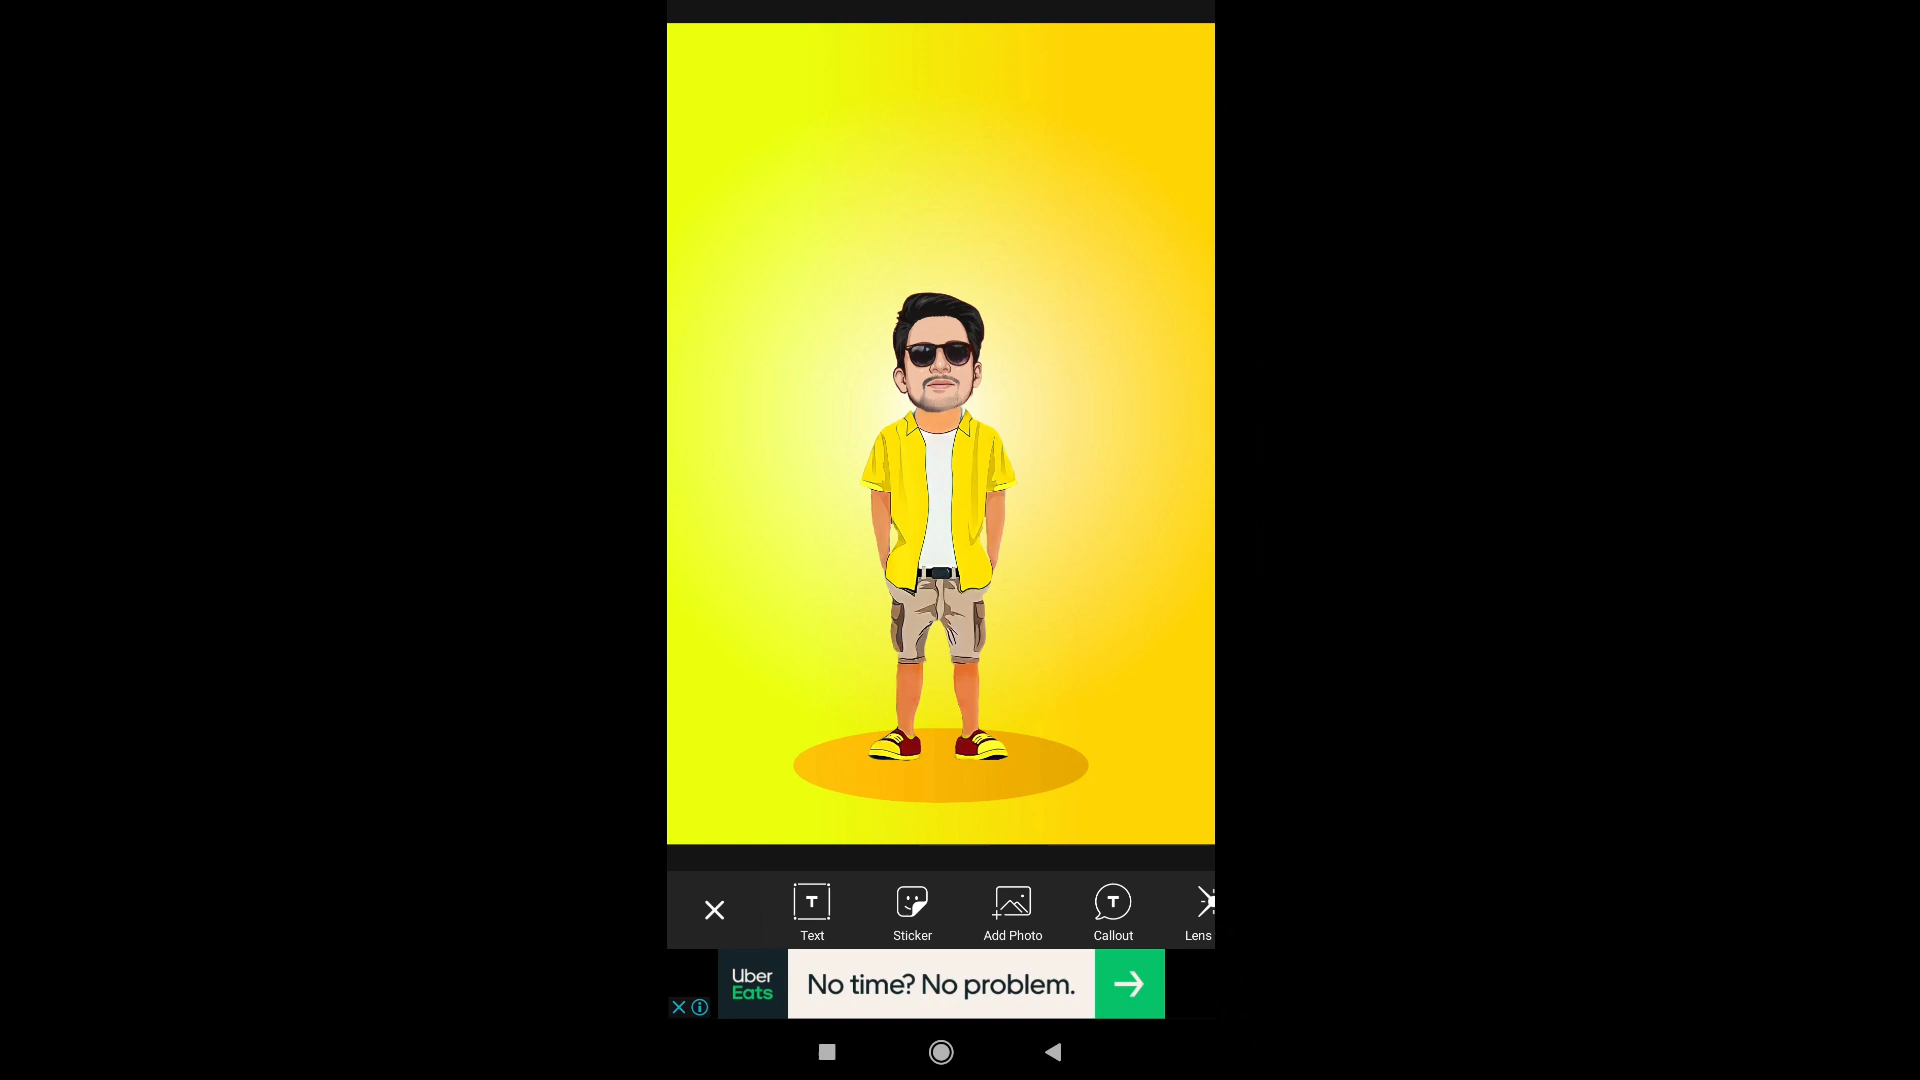 T
T
Text
Sticker
Add Photo
Callout
Lens
Uber
Eats
No time? No problem.